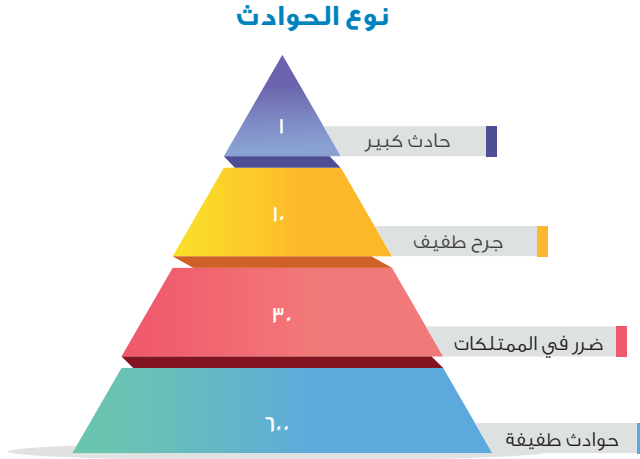 نوع الحوادث
١
حادث كبير
١٠
جرح طفيف
٣٠
ضرر في الممتلكات
٦٠٠
حوادث طفيفة